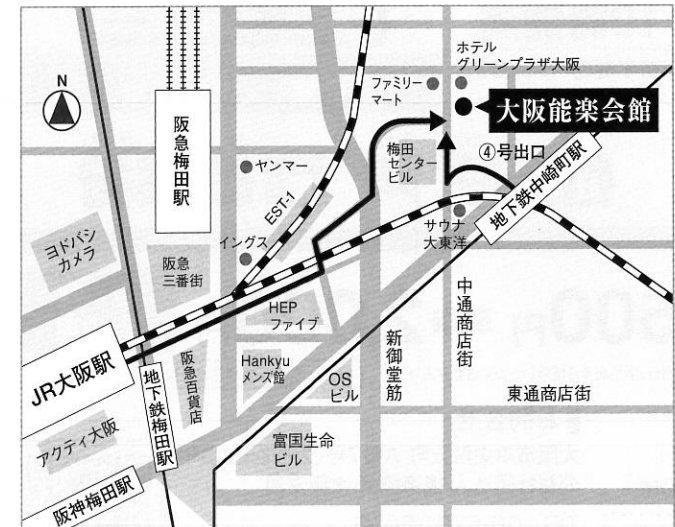 ホテル
グリーンプラザ大阪
ファミリー
マート
大阪能楽会館
N
阪急梅田駅
ヤンマー
梅田
センター
ビル
④号出口
地下鉄中崎町駅
EST-1
イングス
サウナ
大東洋
ヨドバシ
カメラ
阪急
三番街
HEP
ファイブ
中通商店街
新御堂筋
JR大阪駅
地下鉄梅田駅
阪急百貨店
Hankyu
メンズ館
OS
ビル
東通商店街
アクティ大阪
富国生命
ビル
阪神梅田駅